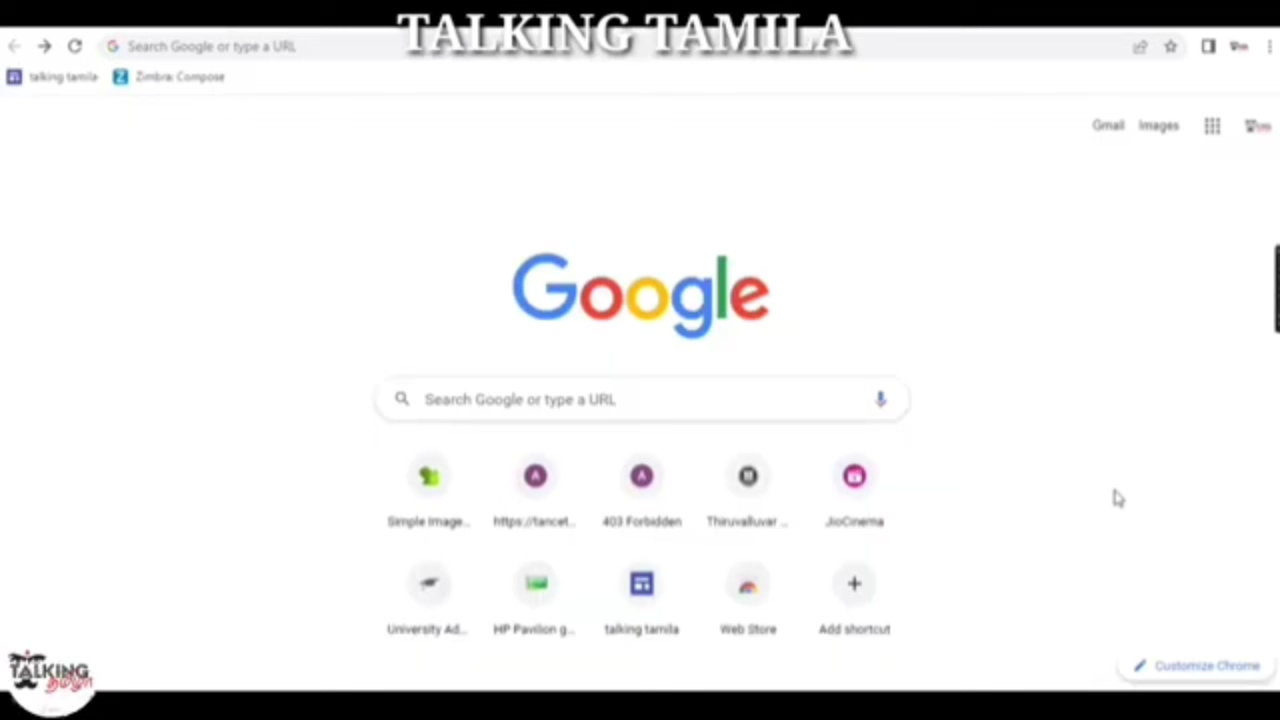 TALKING TAMILA
Search Google or type a URL
talking tamila
Zimbra: Compose
Gmail
Images
Google
Search Google or type a URL
Simple Image...
https://tancet...
403 Forbidden
Thiruvalluvar ...
JioCinema
University Ad...
HP Pavilion g...
talking tamila
Web Store
Add shortcut
Customize Chrome
TALKING
தமிழா